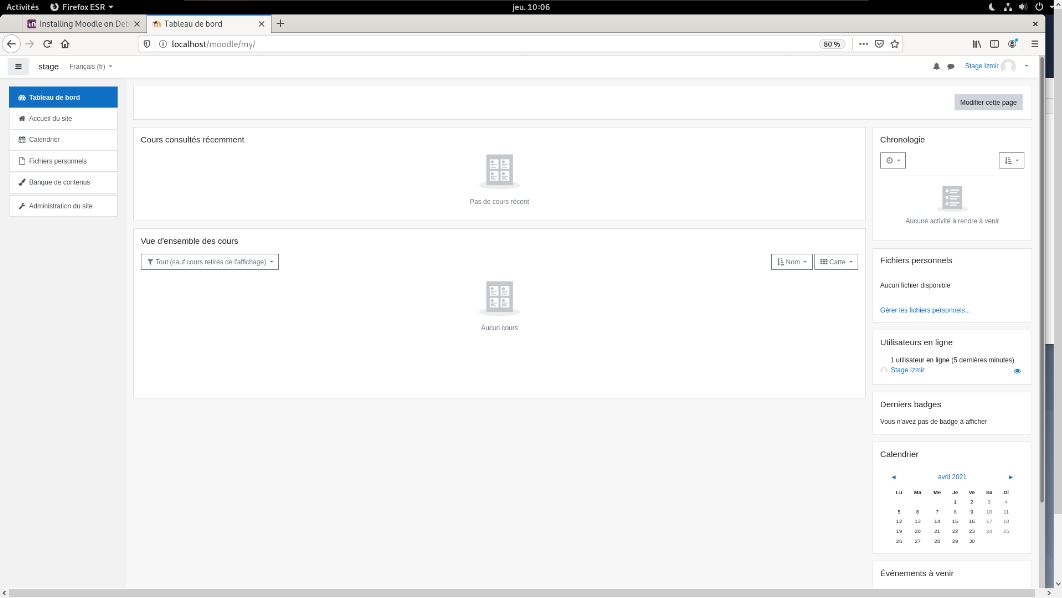 Activités Firefox ESR jeu. 10:06
Installing Moodle on Deb Tableau de bord
localhost/moodle/my/ 80 %
stage Français (fr) Stage Izmir
Tableau de bord
Accueil du site
Calendrier
Fichiers personnels
Banque de contenus
Administration du site
Modifier cette page
Cours consultés récemment
Pas de cours récent
Vue d'ensemble des cours
Tout (sauf cours retirés de l'affichage) Nom Carte
Aucun cours
Chronologie
Aucune activité à rendre à venir
Fichiers personnels
Aucun fichier disponible
Gérer les fichiers personnels...
Utilisateurs en ligne
1 utilisateur en ligne (5 dernières minutes)
Stage Izmir
Derniers badges
Vous n'avez pas de badge à afficher
Calendrier
◄ avril 2021 ►
Lu Ma Me Je Ve Sa Di
1 2 3 4
5 6 7 8 9 10 11
12 13 14 15 16 17 18
19 20 21 22 23 24 25
26 27 28 29 30
Événements à venir